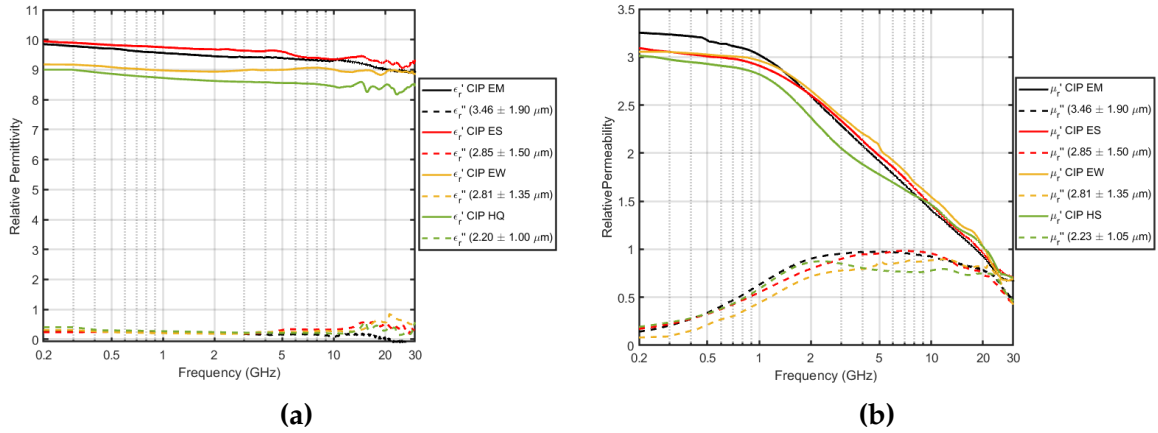 11
10
9
8
7
6
5
4
3
2
1
0
Relative Permittivity
0.2 0.5 1 2 5 10 20 30
Frequency (GHz)
ϵr' CIP EM
ϵr'' (3.46 ± 1.90 μm)
ϵr' CIP ES
ϵr'' (2.85 ± 1.50 μm)
ϵr' CIP EW
ϵr'' (2.81 ± 1.35 μm)
ϵr' CIP HQ
ϵr'' (2.20 ± 1.00 μm)
(a)
3.5
3
2.5
2
1.5
1
0.5
0
Relative Permeability
0.2 0.5 1 2 5 10 20 30
Frequency (GHz)
μr' CIP EM
μr'' (3.46 ± 1.90 μm)
μr' CIP ES
μr'' (2.85 ± 1.50 μm)
μr' CIP EW
μr'' (2.81 ± 1.35 μm)
μr' CIP HS
μr'' (2.23 ± 1.05 μm)
(b)